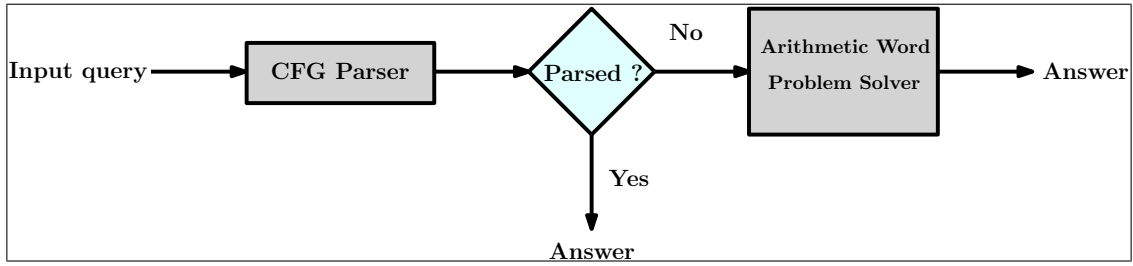 Input query
CFG Parser
Parsed ?
No
Arithmetic Word
Problem Solver
Answer
Yes
Answer